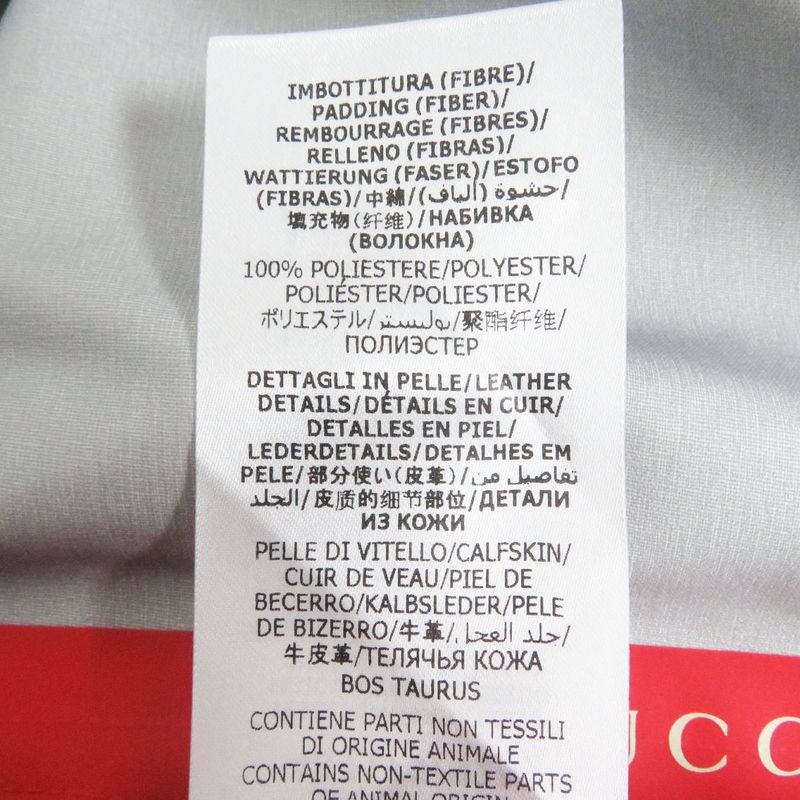 IMBOTTITURA (FIBRE)/
PADDING (FIBER)/
REMBOURRAGE (FIBRES)/
RELLENO (FIBRAS)/
WATTIERUNG (FASER)/ESTOFO
(FIBRAS)/中綿/حشوة (ألياف)/
填充物(纤维)/НАБИВКА
(ВОЛОКНА)
100% POLIESTERE/POLYESTER/
POLIÉSTER/POLIESTER/
ポリエステル/بوليستر/聚酯纤维/
ПОЛИЭСТЕР
DETTAGLI IN PELLE/LEATHER
DETAILS/DÉTAILS EN CUIR/
DETALLES EN PIEL/
LEDERDETAILS/DETALHES EM
PELE/部分使い(皮革)/تفاصيل من
الجلد/皮质的细节部位/ДЕТАЛИ
ИЗ КОЖИ
PELLE DI VITELLO/CALFSKIN/
CUIR DE VEAU/PIEL DE
BECERRO/KALBSLEDER/PELE
DE BIZERRO/牛革/جلد العجل/
牛皮革/ТЕЛЯЧЬЯ КОЖА
BOS TAURUS
CONTIENE PARTI NON TESSILI
DI ORIGINE ANIMALE
CONTAINS NON-TEXTILE PARTS
OF ANIMAL ORIGIN
UCC